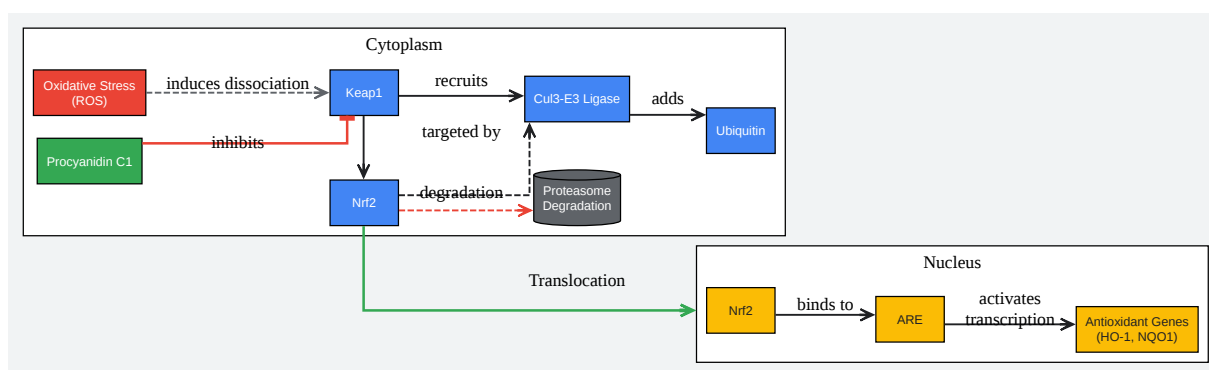 Cytoplasm
Oxidative Stress
(ROS)
induces dissociation
Keap1
recruits
Cul3-E3 Ligase
adds
Ubiquitin
Procyanidin C1
inhibits
targeted by
Nrf2
degradation
Proteasome
Degradation
Translocation
Nucleus
Nrf2
binds to
ARE
activates
transcription
Antioxidant Genes
(HO-1, NQO1)